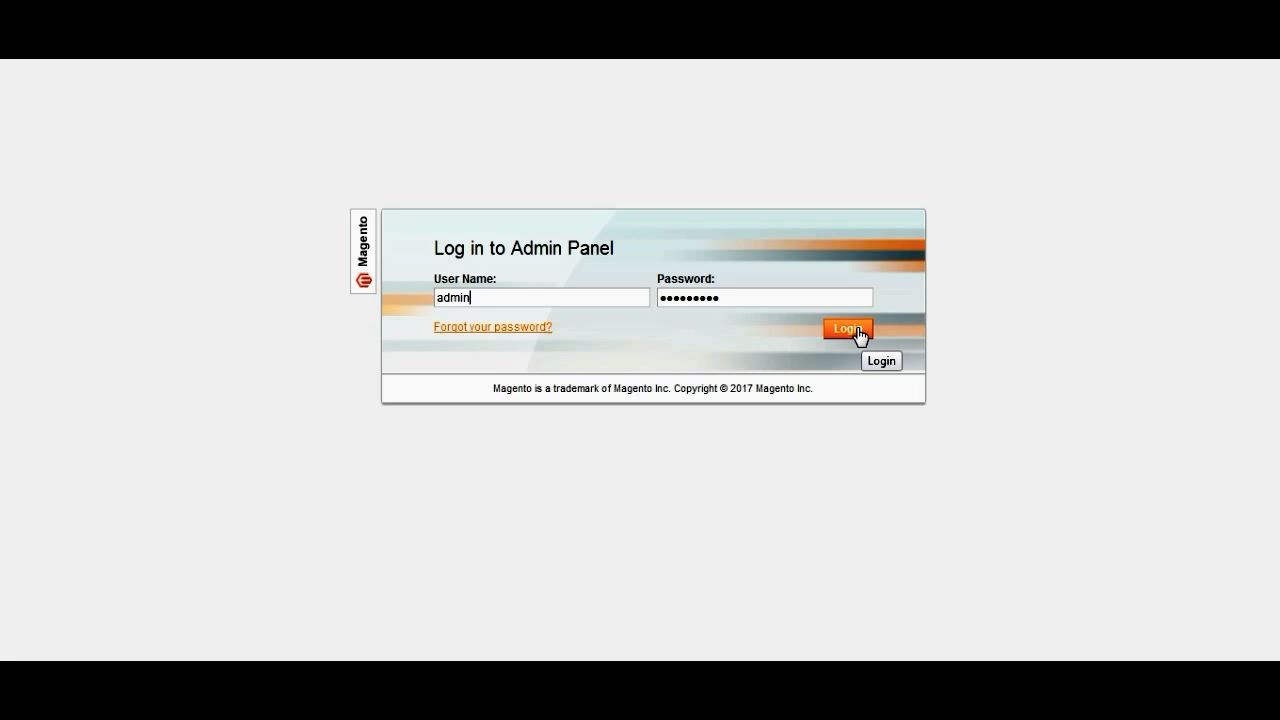 Magento
Log in to Admin Panel
User Name: Password:
admin •••••••••
Forgot your password? Login
Login
Magento is a trademark of Magento Inc. Copyright © 2017 Magento Inc.